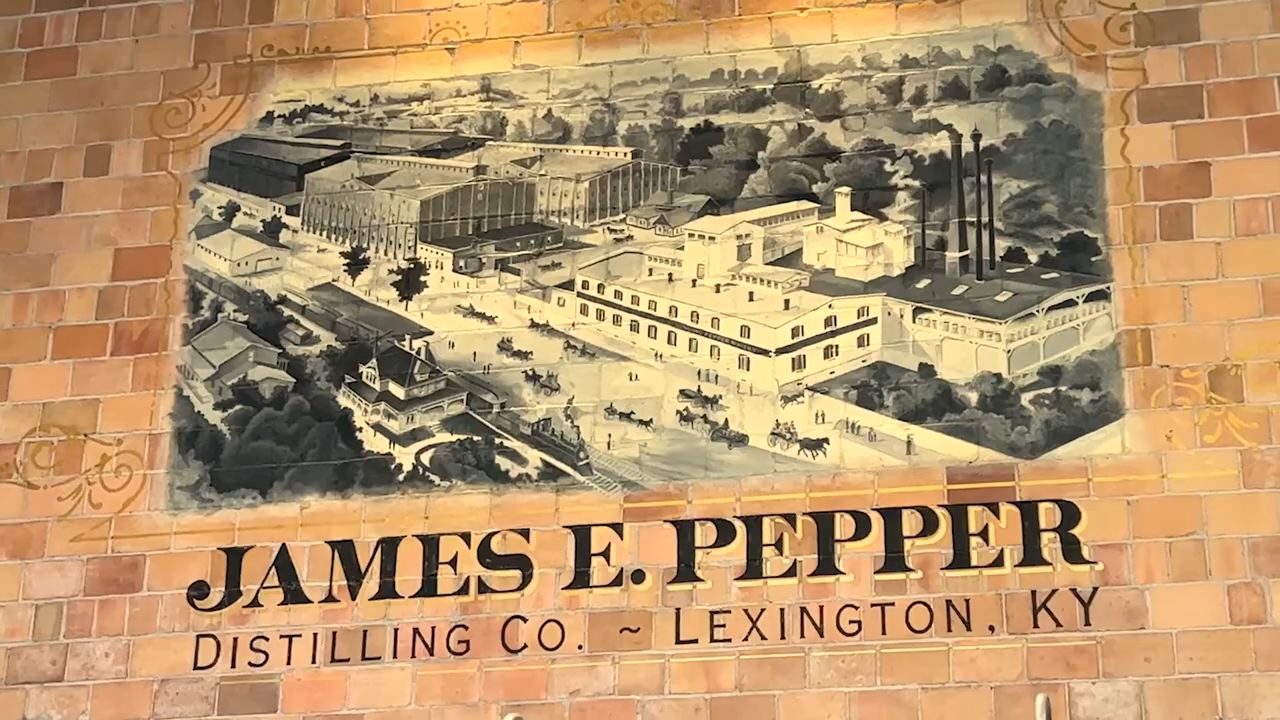 JAMES E. PEPPER
DISTILLING CO. ~ LEXINGTON, KY